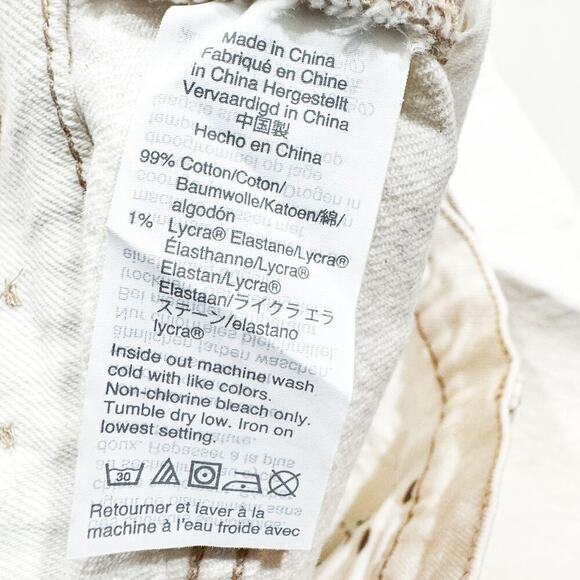 Made in China
Fabriqué en Chine
in China Hergestellt
Vervaardigd in China
中国製
Hecho en China
99% Cotton/Coton/
Baumwolle/Katoen/綿/
algodón
1% Lycra® Elastane/Lycra®
Élasthanne/Lycra®
Elastan/Lycra®
Elastaan/ライクラ エラ
ステーン/elastano
lycra®
Inside out machine wash
cold with like colors.
Non-chlorine bleach only.
Tumble dry low. Iron on
lowest setting.
30
Retourner et laver à la
machine à l'eau froide avec